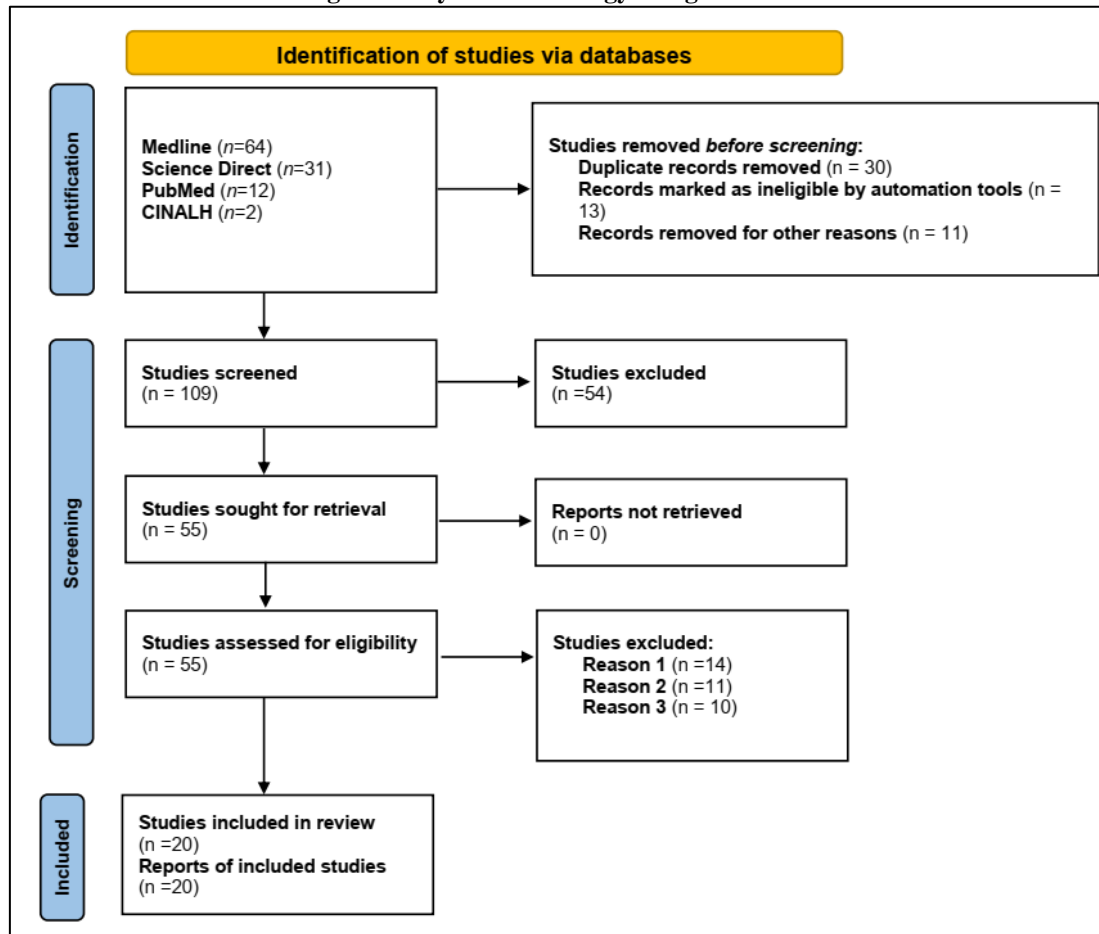 Identification of studies via databases
Identification
Medline (n=64)
Science Direct (n=31)
PubMed (n=12)
CINALH (n=2)
Studies removed before screening:
Duplicate records removed (n = 30)
Records marked as ineligible by automation tools (n =
13)
Records removed for other reasons (n = 11)
Screening
Studies screened
(n = 109)
Studies excluded
(n =54)
Studies sought for retrieval
(n = 55)
Reports not retrieved
(n = 0)
Studies assessed for eligibility
(n = 55)
Studies excluded:
Reason 1 (n =14)
Reason 2 (n =11)
Reason 3 (n = 10)
Included
Studies included in review
(n =20)
Reports of included studies
(n =20)